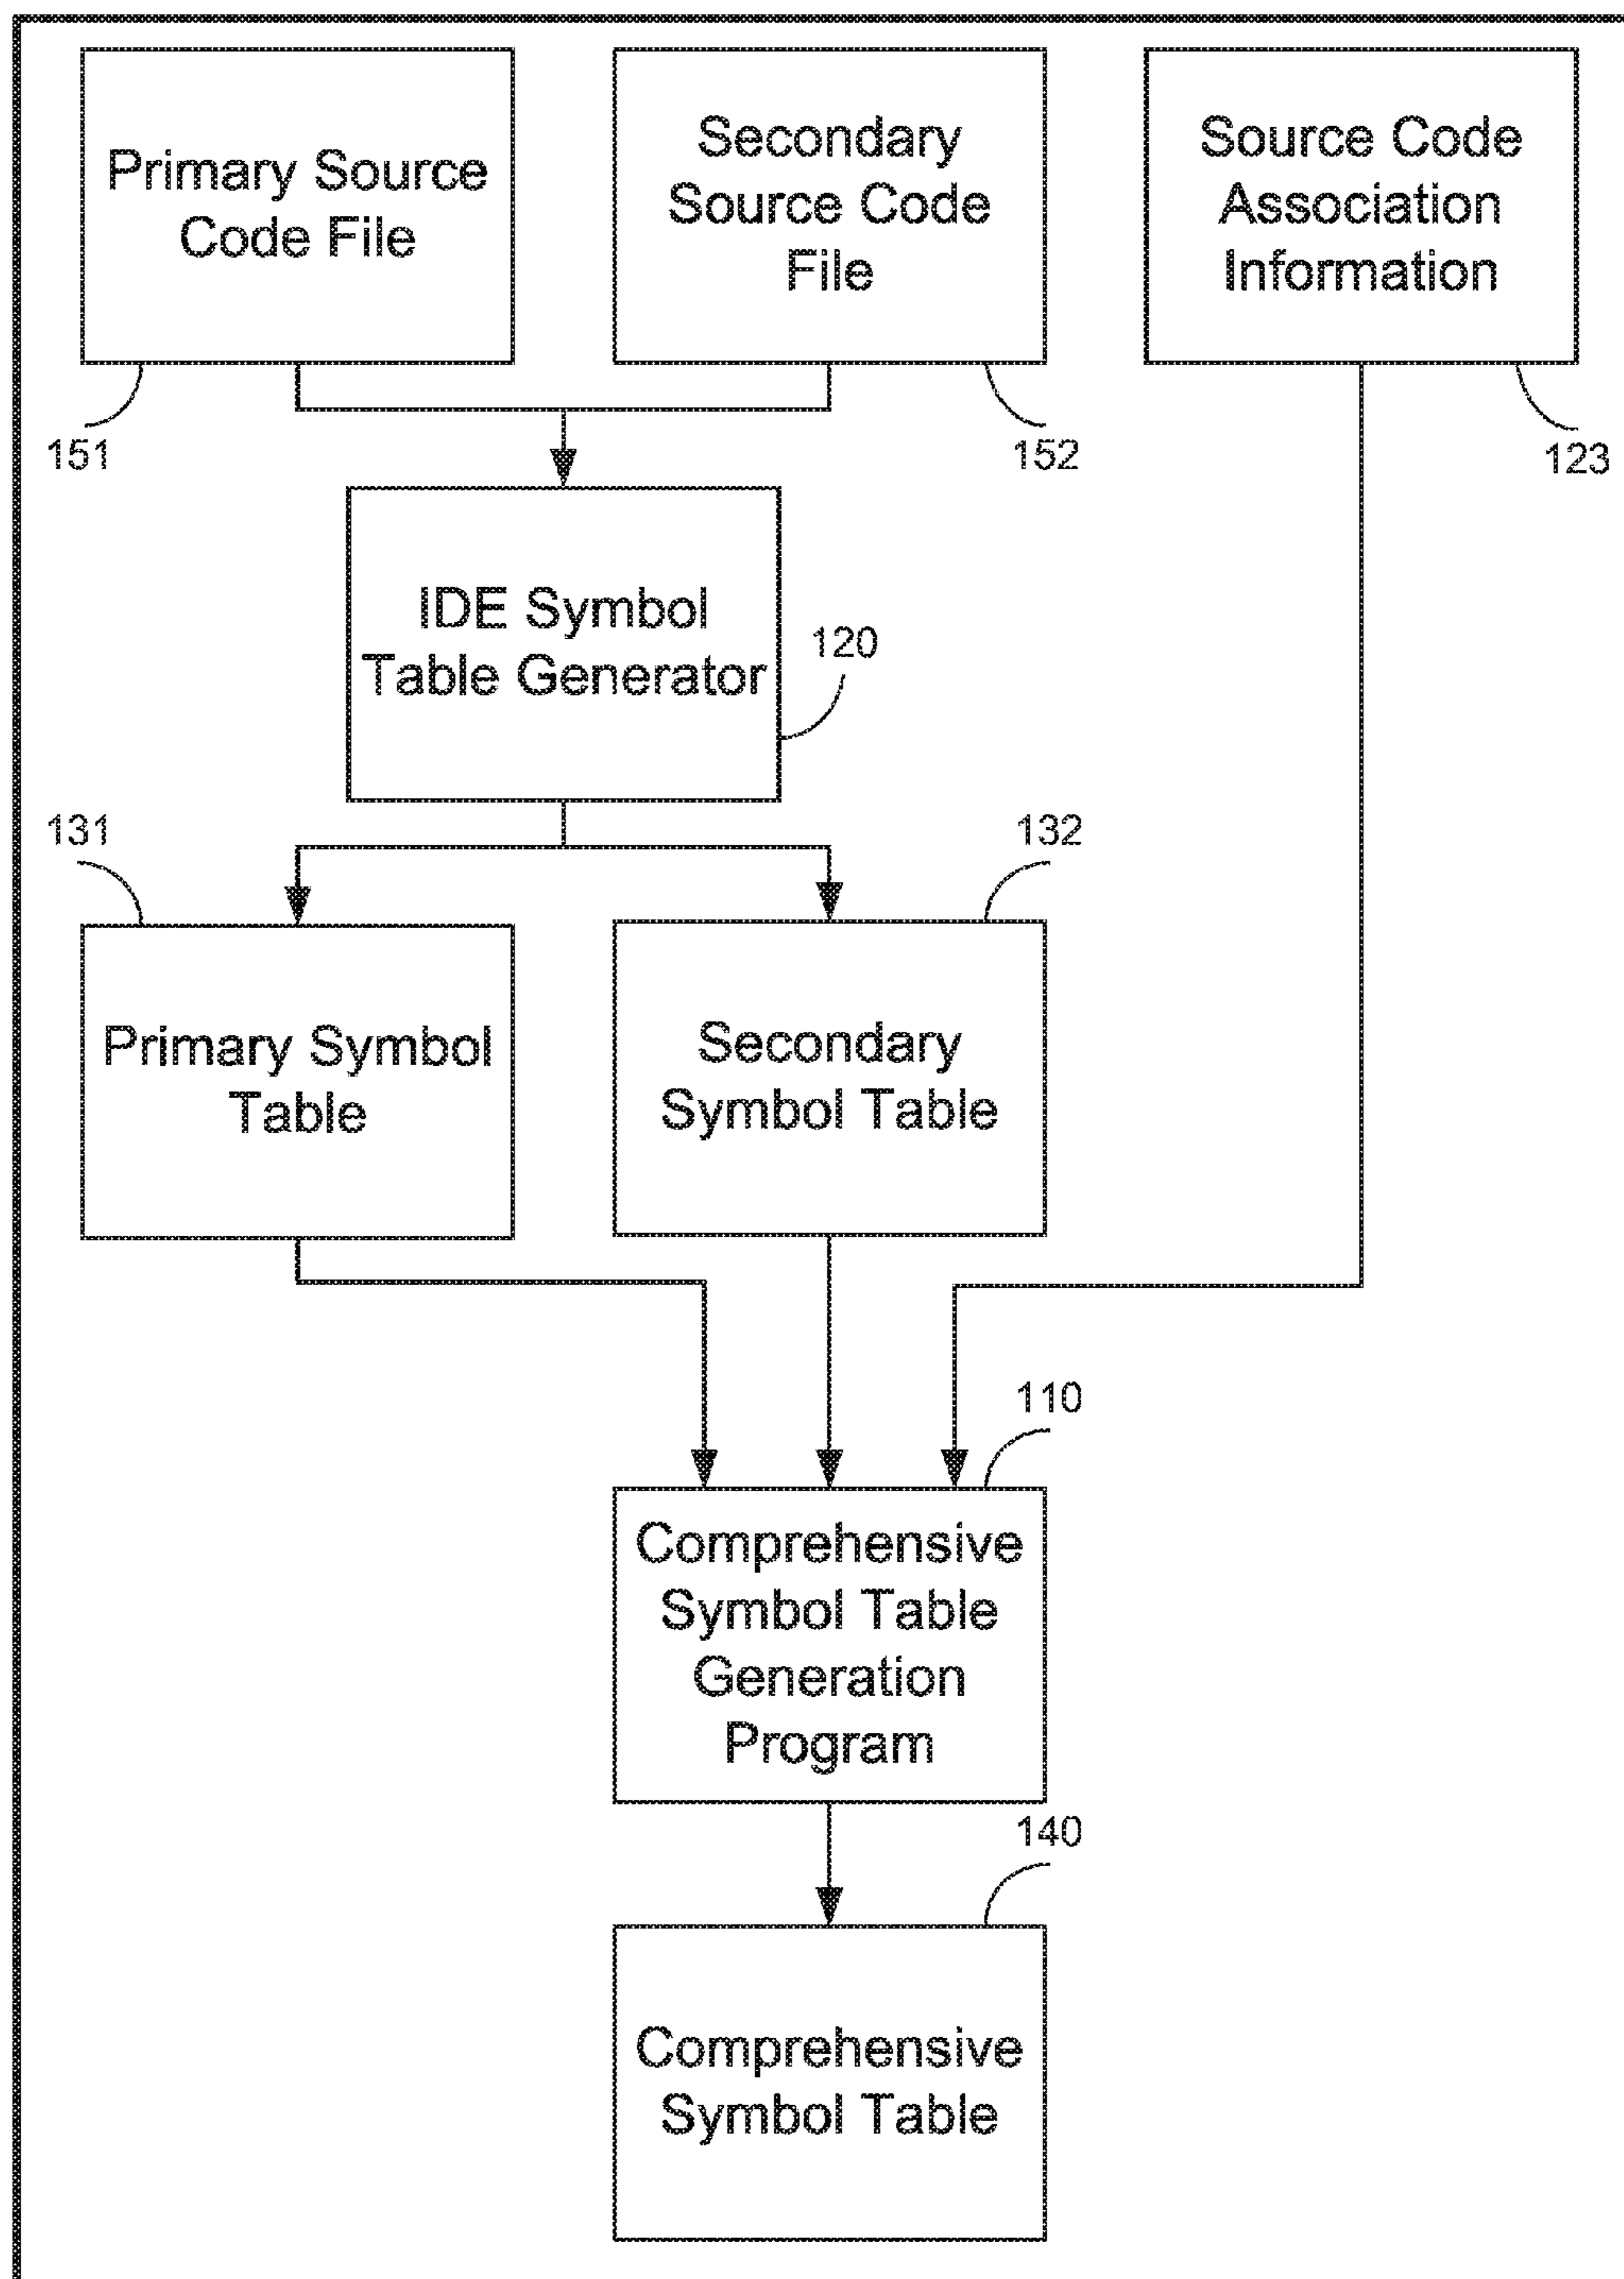 Primary Source
Code File
Secondary
Source Code
File
Source Code
Association
Information
151
152
123
IDE Symbol
Table Generator
120
131
132
Primary Symbol
Table
Secondary
Symbol Table
110
Comprehensive
Symbol Table
Generation
Program
140
Comprehensive
Symbol Table